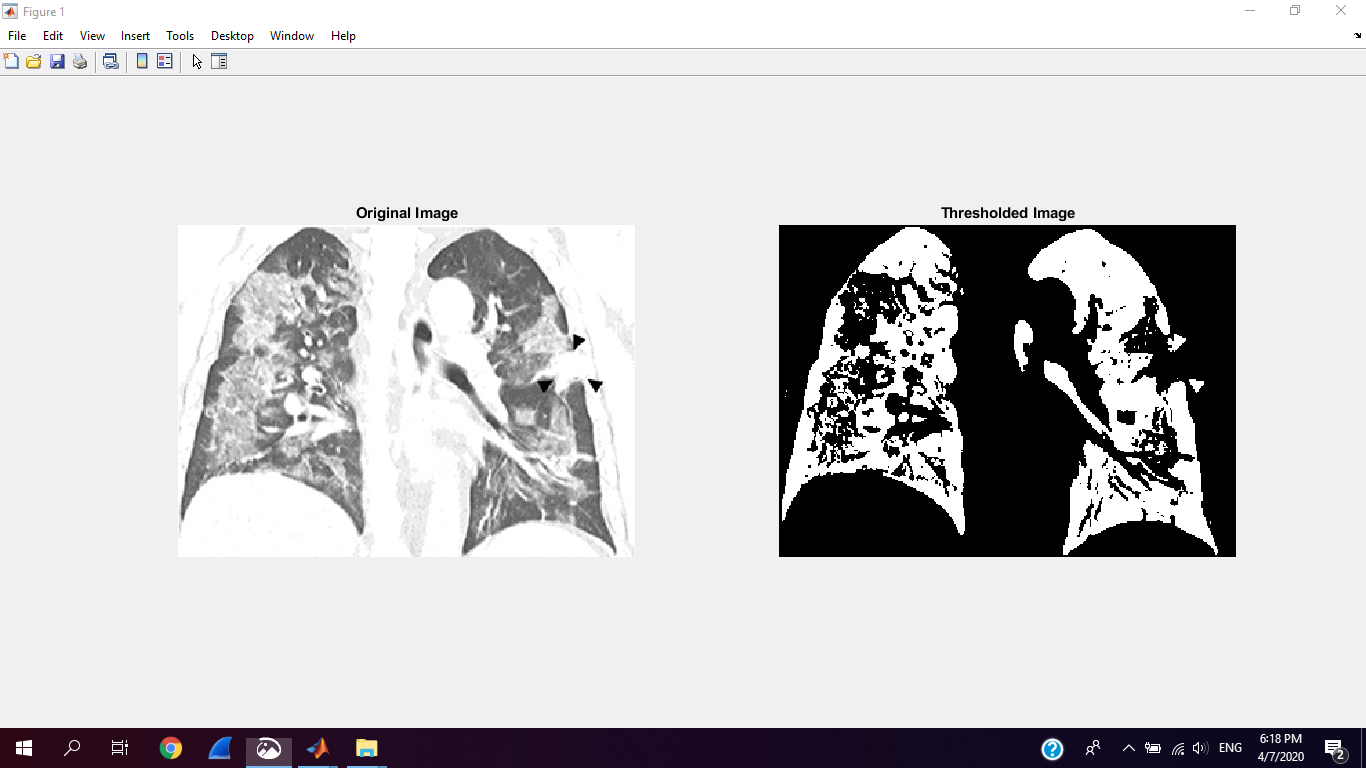 Figure 1
File Edit View Insert Tools Desktop Window Help
Original Image
Thresholded Image
6:18 PM
ENG
4/7/2020
2